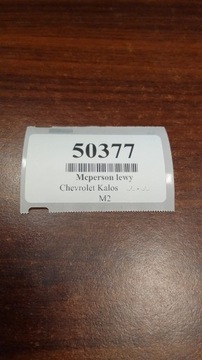 50377
Mcperson lewy
Chevrolet Kalos
M2